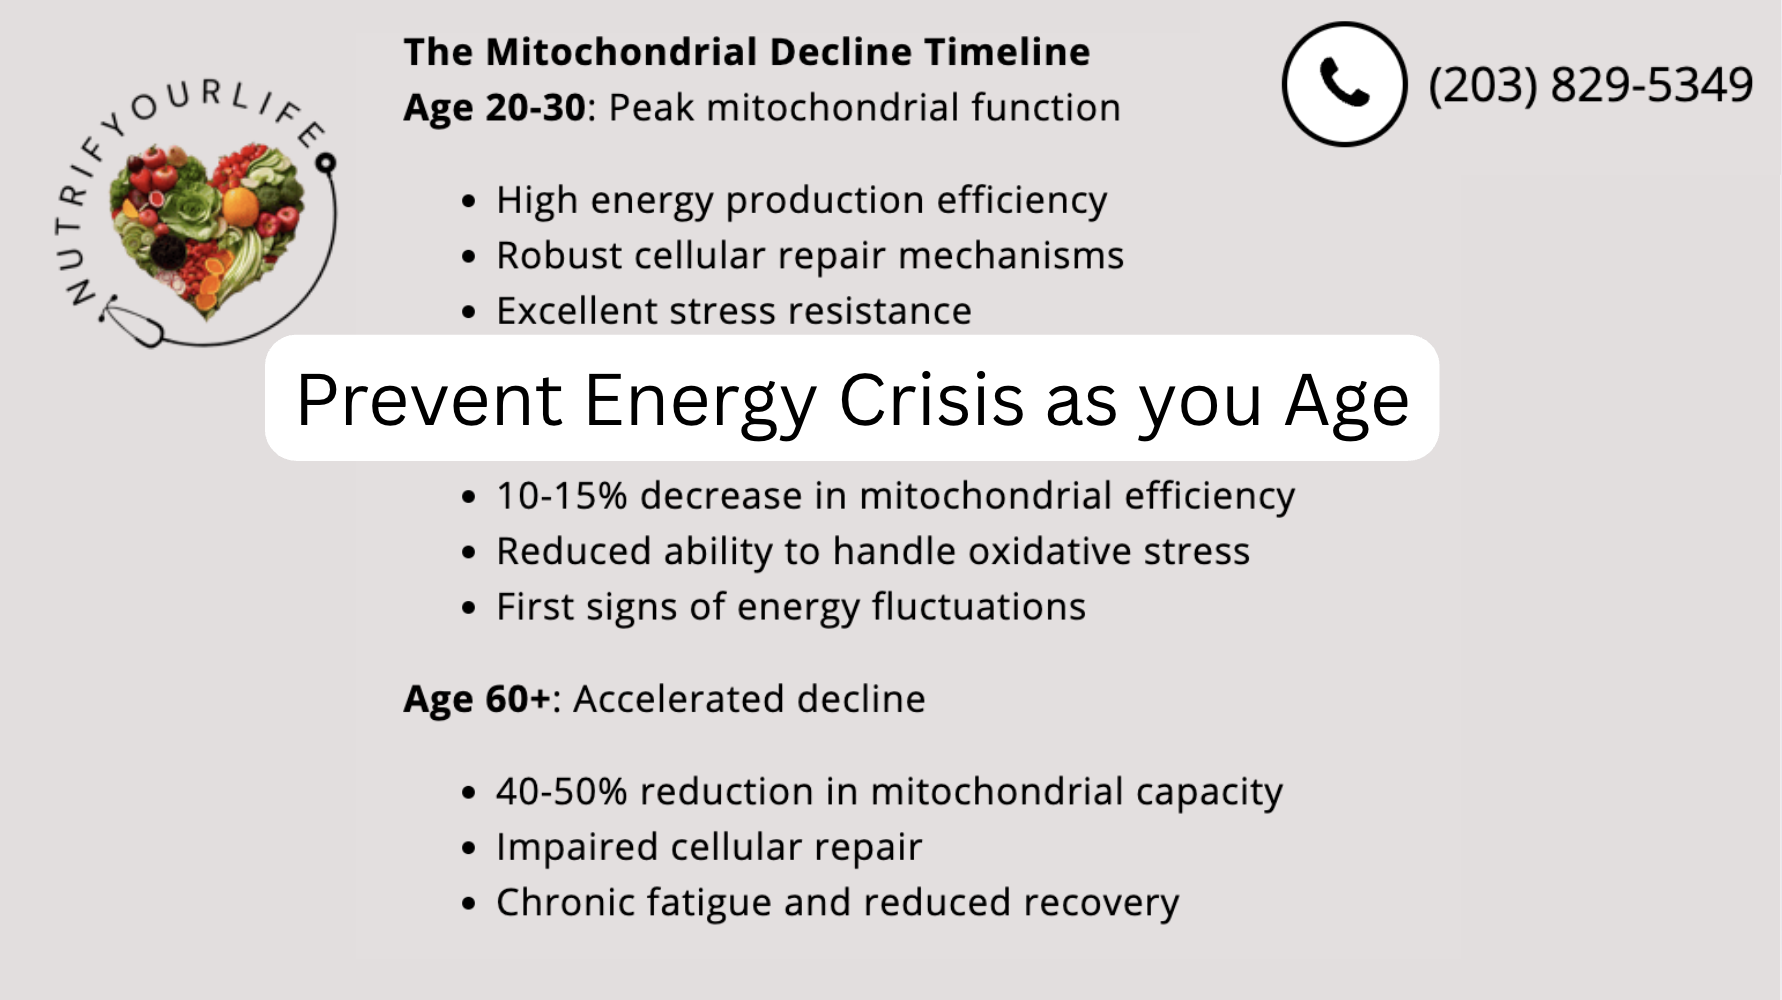 NUTRIFYOURLIFE
The Mitochondrial Decline Timeline
(203) 829-5349
Age 20-30: Peak mitochondrial function
• High energy production efficiency
• Robust cellular repair mechanisms
• Excellent stress resistance
Prevent Energy Crisis as you Age
• 10-15% decrease in mitochondrial efficiency
• Reduced ability to handle oxidative stress
• First signs of energy fluctuations
Age 60+: Accelerated decline
• 40-50% reduction in mitochondrial capacity
• Impaired cellular repair
• Chronic fatigue and reduced recovery